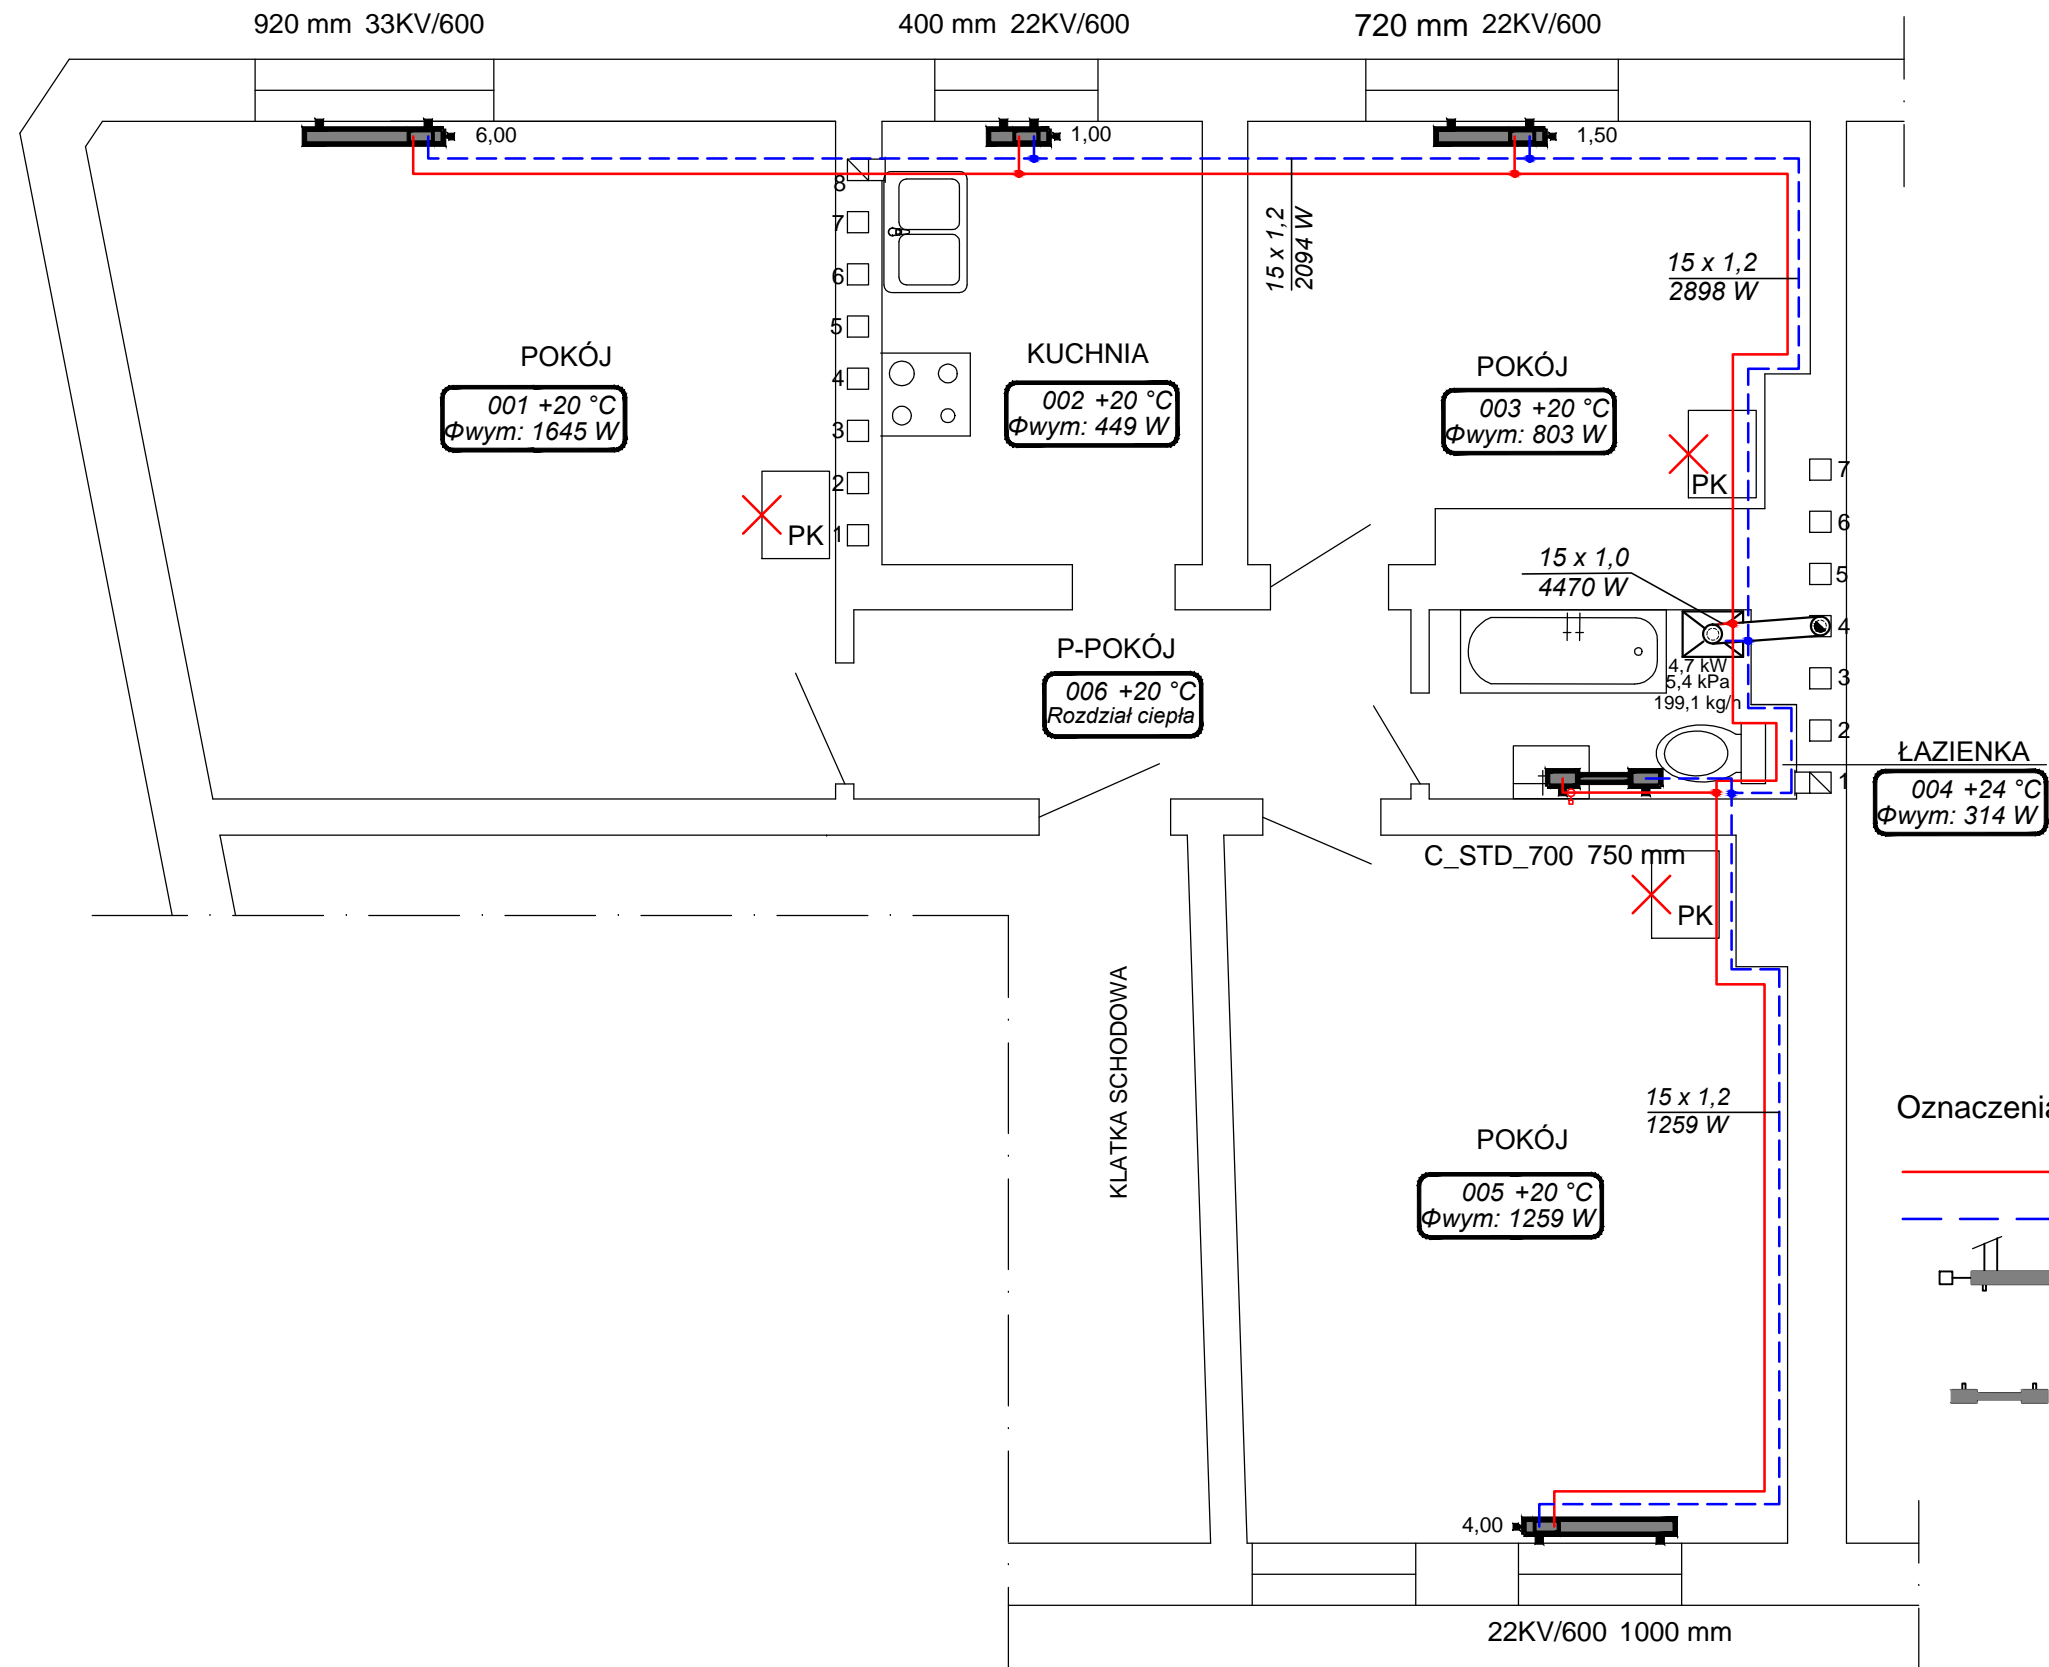 920 mm 33KV/600
400 mm 22KV/600
720 mm 22KV/600
6,00
1,00
1,50
8
7
6
5
4
3
2
1
15 x 1,2
2094 W
15 x 1,2
2898 W
POKÓJ
001 +20 °C
Φwym: 1645 W
KUCHNIA
002 +20 °C
Φwym: 449 W
POKÓJ
003 +20 °C
Φwym: 803 W
PK
PK
7
6
5
4
3
2
1
15 x 1,0
4470 W
P-POKÓJ
006 +20 °C
Rozdział ciepła
4,7 kW
5,4 kPa
199,1 kg/h
ŁAZIENKA
004 +24 °C
Φwym: 314 W
C_STD_700 750 mm
PK
KLATKA SCHODOWA
15 x 1,2
1259 W
POKÓJ
005 +20 °C
Φwym: 1259 W
Oznaczenia
4,00
22KV/600 1000 mm